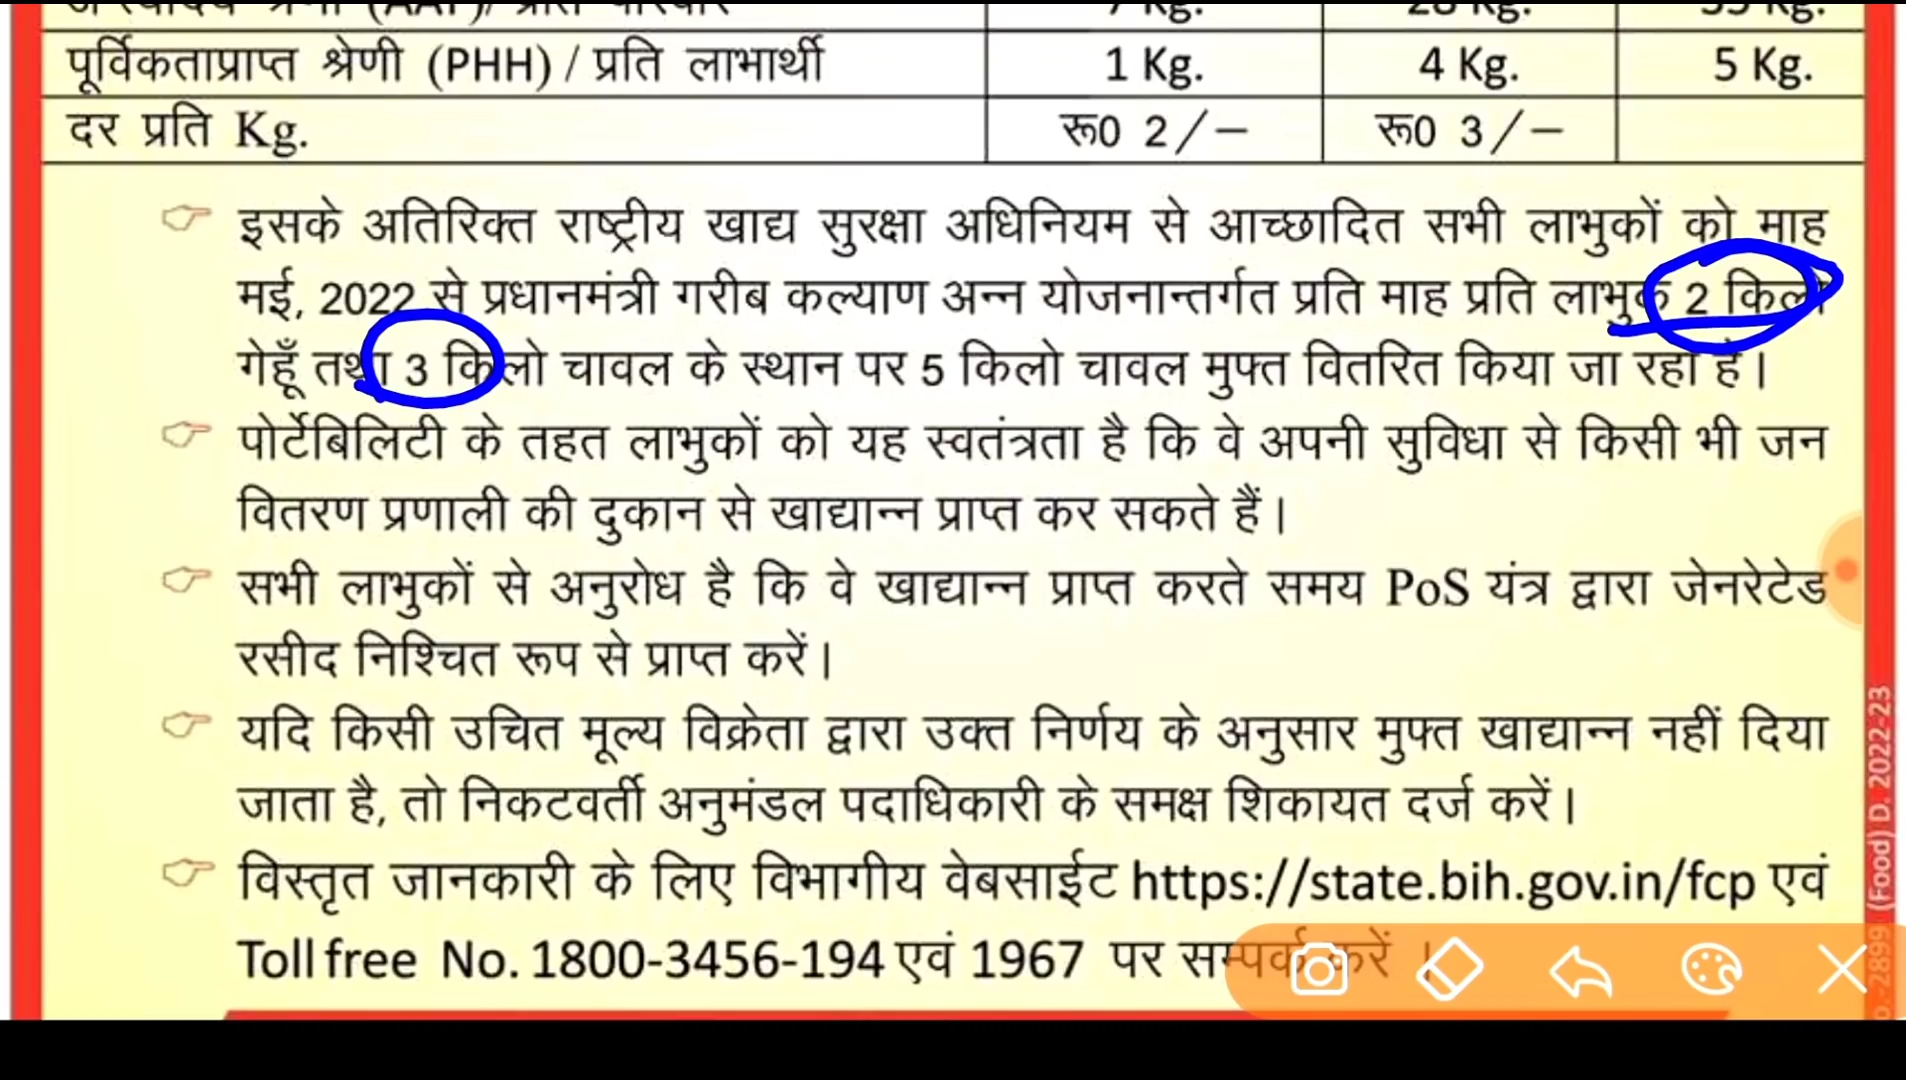 पूर्विकताप्राप्त श्रेणी (PHH) / प्रति लाभार्थी 1 Kg. 4 Kg. 5 Kg.
दर प्रति Kg. रू0 2/– रू0 3/–
इसके अतिरिक्त राष्ट्रीय खाद्य सुरक्षा अधिनियम से आच्छादित सभी लाभुकों को माह
मई, 2022 से प्रधानमंत्री गरीब कल्याण अन्न योजनान्तर्गत प्रति माह प्रति लाभुक 2 किलो
गेहूँ तथा 3 किलो चावल के स्थान पर 5 किलो चावल मुफ्त वितरित किया जा रहा है।
पोर्टेबिलिटी के तहत लाभुकों को यह स्वतंत्रता है कि वे अपनी सुविधा से किसी भी जन
वितरण प्रणाली की दुकान से खाद्यान्न प्राप्त कर सकते हैं।
सभी लाभुकों से अनुरोध है कि वे खाद्यान्न प्राप्त करते समय PoS यंत्र द्वारा जेनरेटेड
रसीद निश्चित रूप से प्राप्त करें।
यदि किसी उचित मूल्य विक्रेता द्वारा उक्त निर्णय के अनुसार मुफ्त खाद्यान्न नहीं दिया
जाता है, तो निकटवर्ती अनुमंडल पदाधिकारी के समक्ष शिकायत दर्ज करें।
विस्तृत जानकारी के लिए विभागीय वेबसाईट https://state.bih.gov.in/fcp एवं
Toll free No. 1800-3456-194 एवं 1967 पर सम्पर्क करें ।
2899 (Food) D. 2022-23